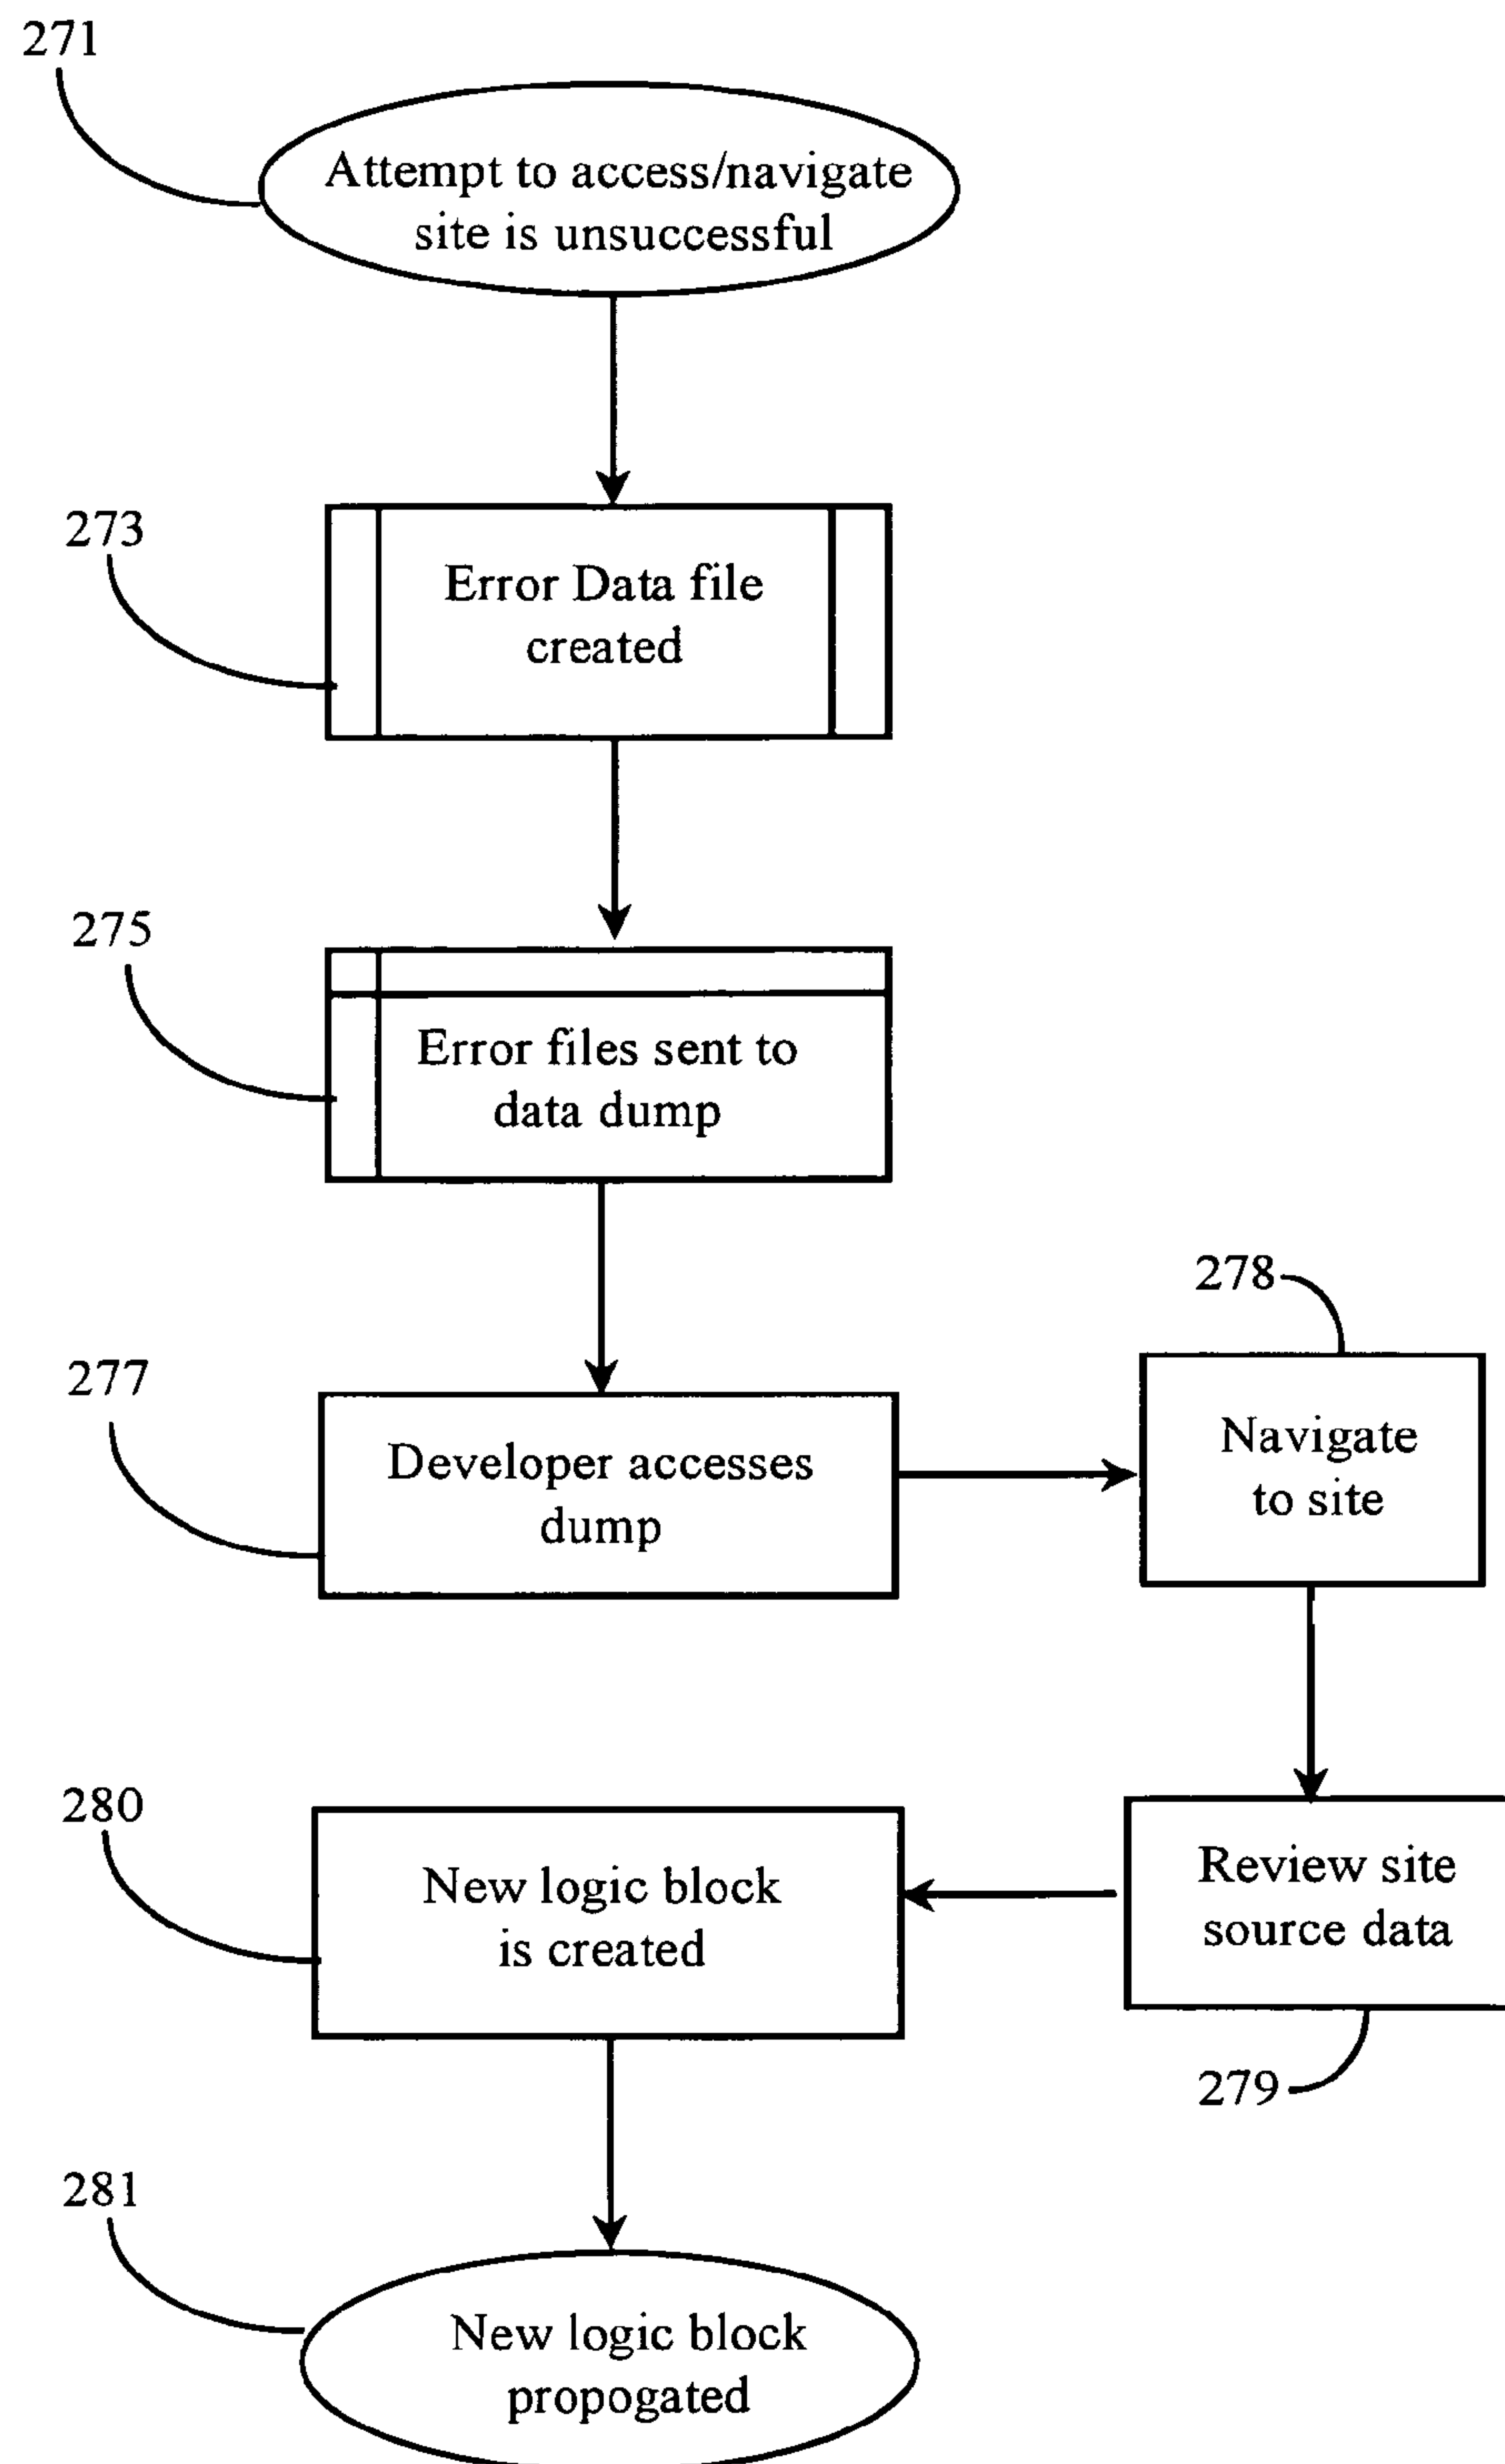 271
Attempt to access/navigate
site is unsuccessful
273
Error Data file
created
275
Error files sent to
data dump
277
Developer accesses
dump
278
Navigate
to site
279
Review site
source data
280
New logic block
is created
281
New logic block
propogated